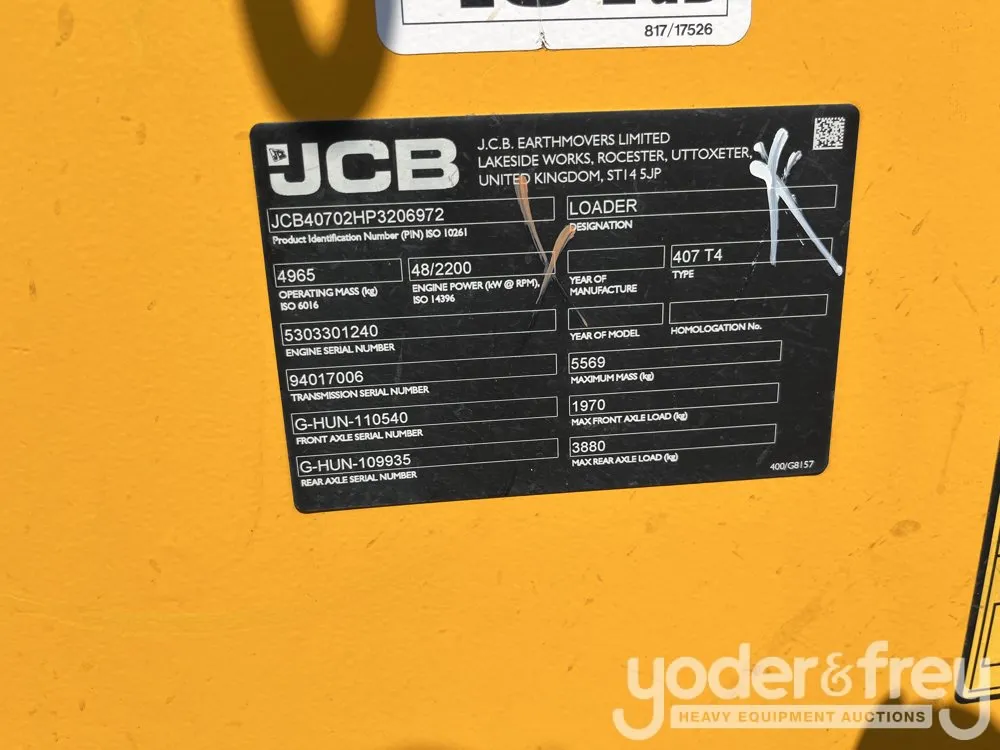 817/17526
JCB
J.C.B. EARTHMOVERS LIMITED
LAKESIDE WORKS, ROCESTER, UTTOXETER,
UNITED KINGDOM, ST14 5JP
JCB40702HP3206972
Product Identification Number (PIN) ISO 10261
LOADER
DESIGNATION
4965
OPERATING MASS (kg)
ISO 6016
48/2200
ENGINE POWER (kW @ RPM),
ISO 14396
YEAR OF
MANUFACTURE
407 T4
TYPE
5303301240
ENGINE SERIAL NUMBER
YEAR OF MODEL
HOMOLOGATION No.
94017006
TRANSMISSION SERIAL NUMBER
5569
MAXIMUM MASS (kg)
G-HUN-110540
FRONT AXLE SERIAL NUMBER
1970
MAX FRONT AXLE LOAD (kg)
G-HUN-109935
REAR AXLE SERIAL NUMBER
3880
MAX REAR AXLE LOAD (kg)
400/G8157
yoder&frey
HEAVY EQUIPMENT AUCTIONS